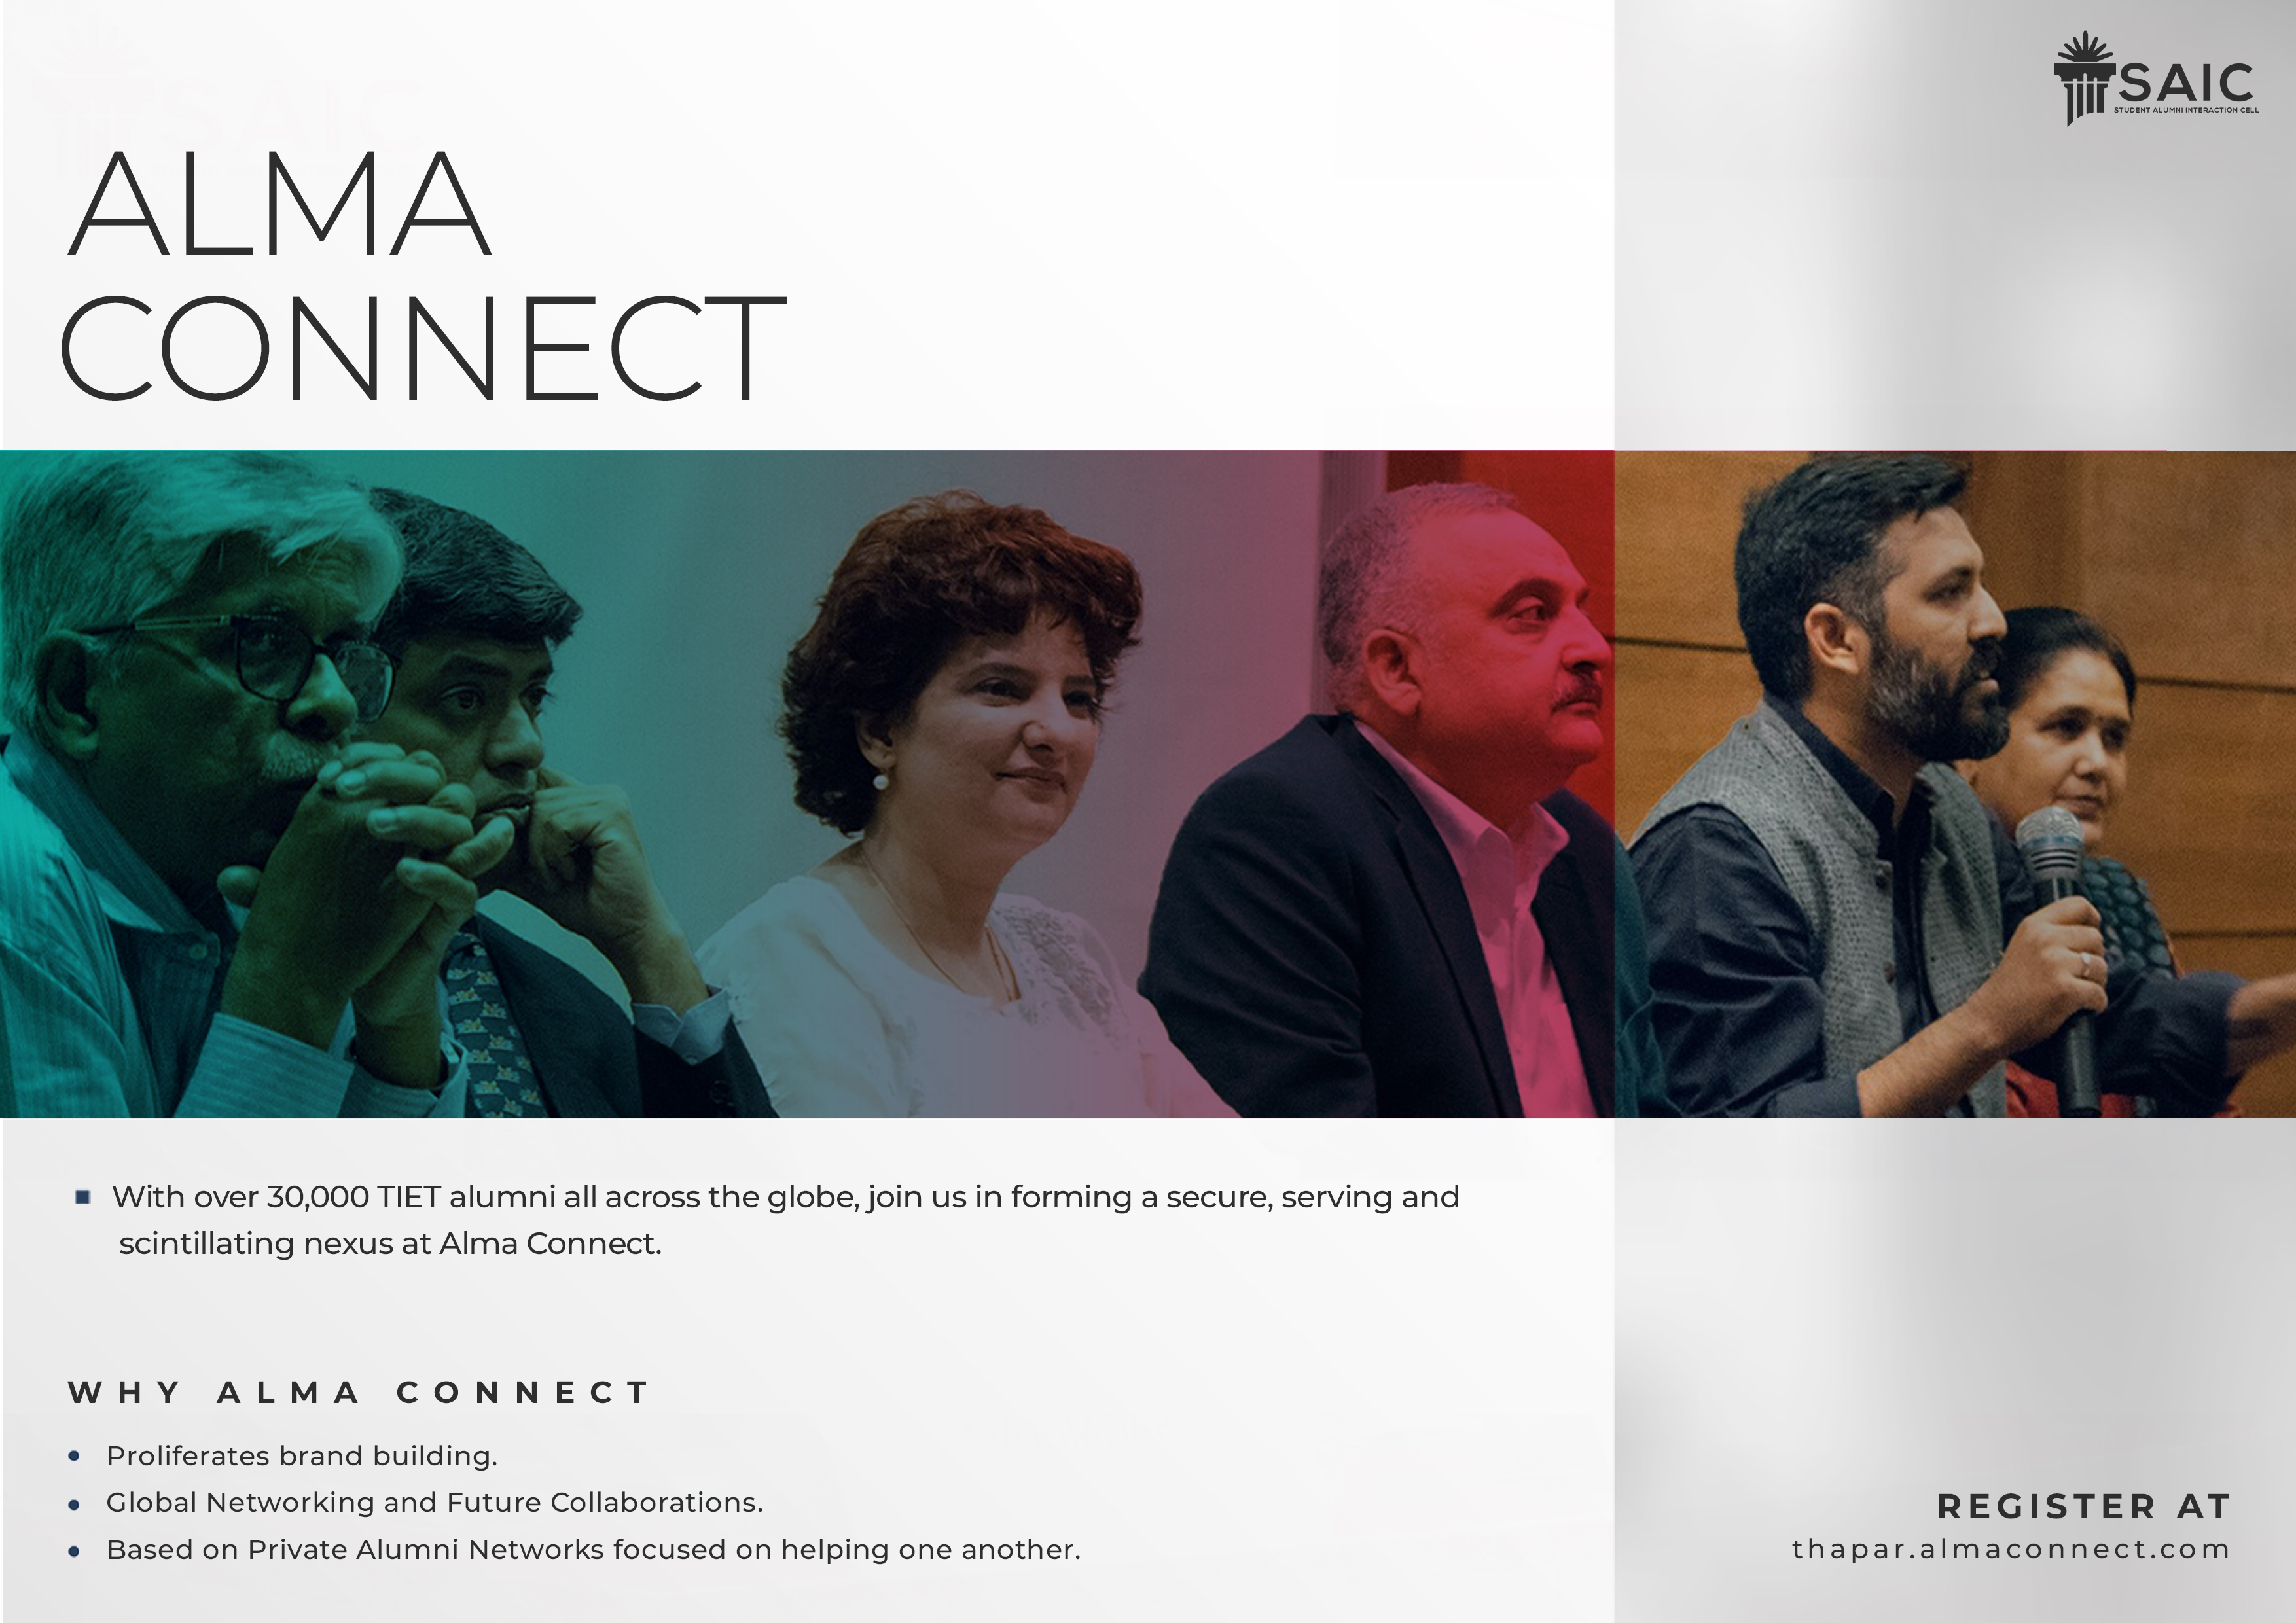 SAIC
STUDENT ALUMNI INTERACTION CELL
ALMA
CONNECT
With over 30,000 TIET alumni all across the globe, join us in forming a secure, serving and
scintillating nexus at Alma Connect.
WHY ALMA CONNECT
Proliferates brand building.
Global Networking and Future Collaborations.
Based on Private Alumni Networks focused on helping one another.
REGISTER AT
thapar.almaconnect.com